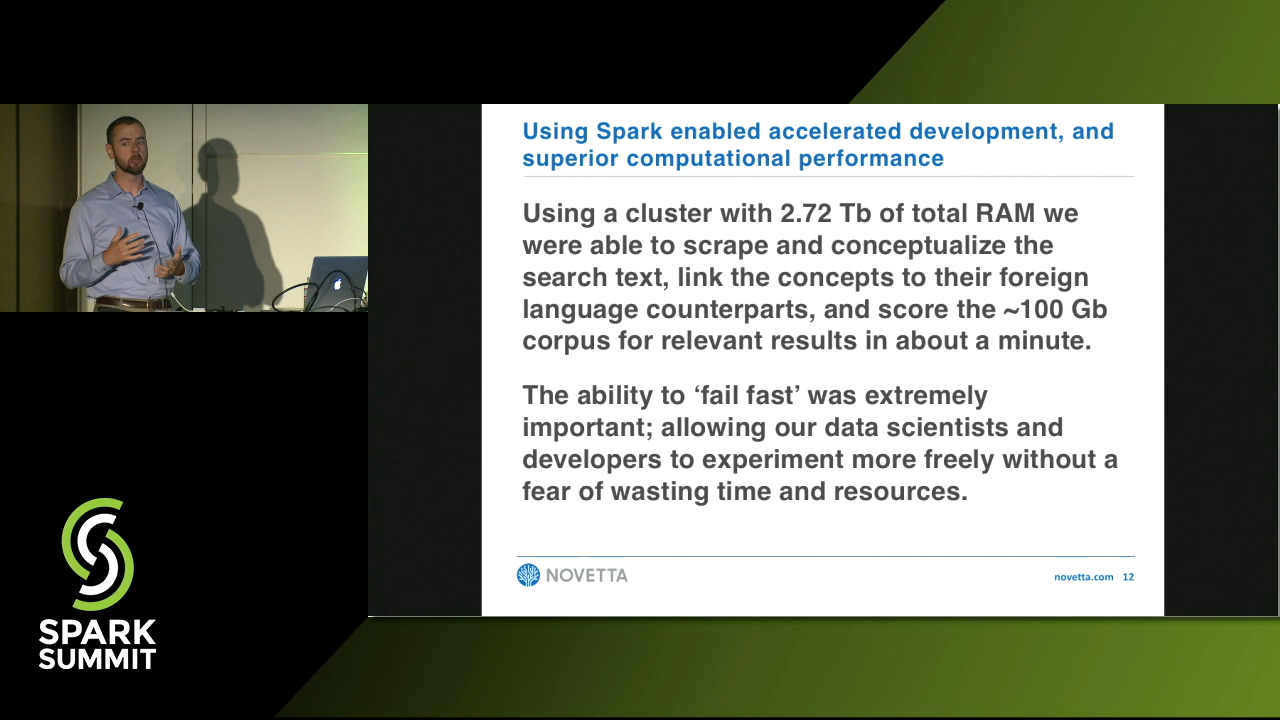 Using Spark enabled accelerated development, and
superior computational performance
Using a cluster with 2.72 Tb of total RAM we
were able to scrape and conceptualize the
search text, link the concepts to their foreign
language counterparts, and score the ~100 Gb
corpus for relevant results in about a minute.
The ability to ‘fail fast’ was extremely
important; allowing our data scientists and
developers to experiment more freely without a
fear of wasting time and resources.
NOVETTA
novetta.com 12
SPARK
SUMMIT